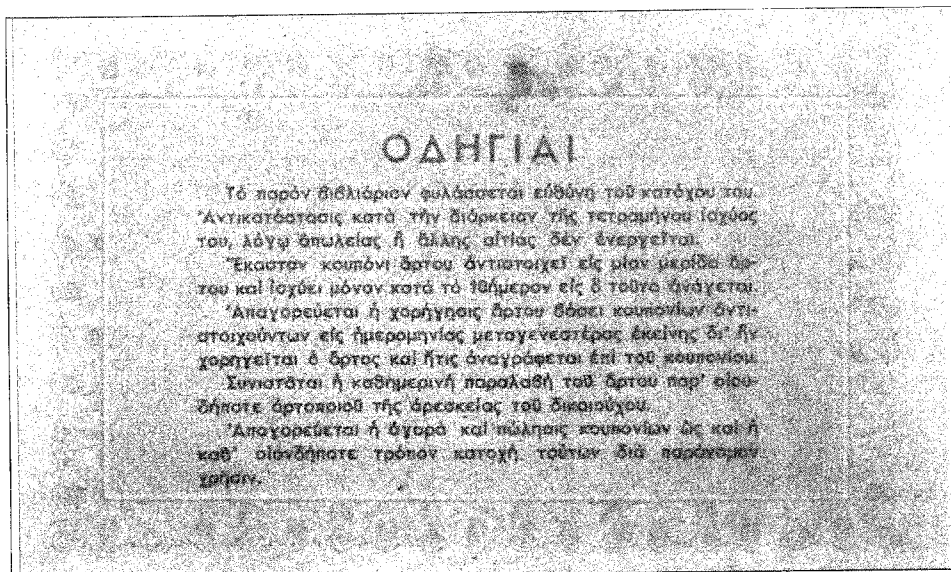 ΟΔΗΓΙΑΙ
Τὸ παρὸν βιβλιάριον φυλάσσεται εὐθύνῃ τοῦ κατόχου του.
Ἀντικατάστασις κατὰ τὴν διάρκειαν τῆς τετραμήνου ἰσχύος
του, λόγῳ ἀπωλείας ἢ ἄλλης αἰτίας δὲν ἐνεργεῖται.
Ἕκαστον κουπόνι ἄρτου ἀντιστοιχεῖ εἰς μίαν μερίδα ἄρ-
του καὶ ἰσχύει μόνον κατὰ τὸ 10ήμερον εἰς ὃ τοῦτο ἀνάγεται.
Ἀπαγορεύεται ἡ χορήγησις ἄρτου βάσει κουπονίων ἀντι-
στοιχούντων εἰς ἡμερομηνίας μεταγενεστέρας ἐκείνης δι' ἣν
χορηγεῖται ὁ ἄρτος καὶ ἥτις ἀναγράφεται ἐπὶ τοῦ κουπονίου.
Συνιστᾶται ἡ καθημερινὴ παραλαβὴ τοῦ ἄρτου παρ' οἱου-
δήποτε ἀρτοποιοῦ τῆς ἀρεσκείας τοῦ δικαιούχου.
Ἀπαγορεύεται ἡ ἀγορὰ καὶ πώλησις κουπονίων ὡς καὶ ἡ
καθ' οἱονδήποτε τρόπον κατοχὴ τούτων διὰ παράνομον
χρῆσιν.